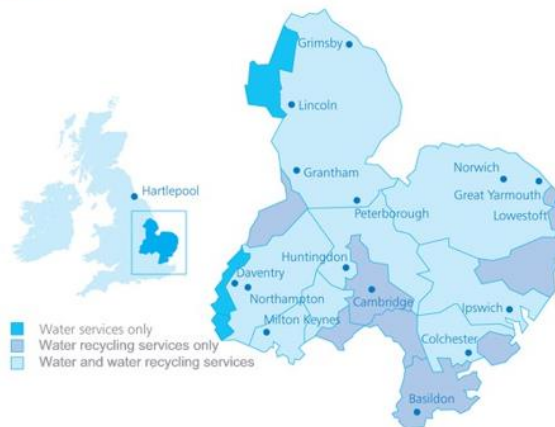 Grimsby
Lincoln
Hartlepool
Grantham
Norwich
Great Yarmouth
Peterborough
Lowestoft
Huntingdon
Daventry
Cambridge
Northampton
Ipswich
Milton Keynes
Water services only
Water recycling services only
Colchester
Water and water recycling services
Basildon